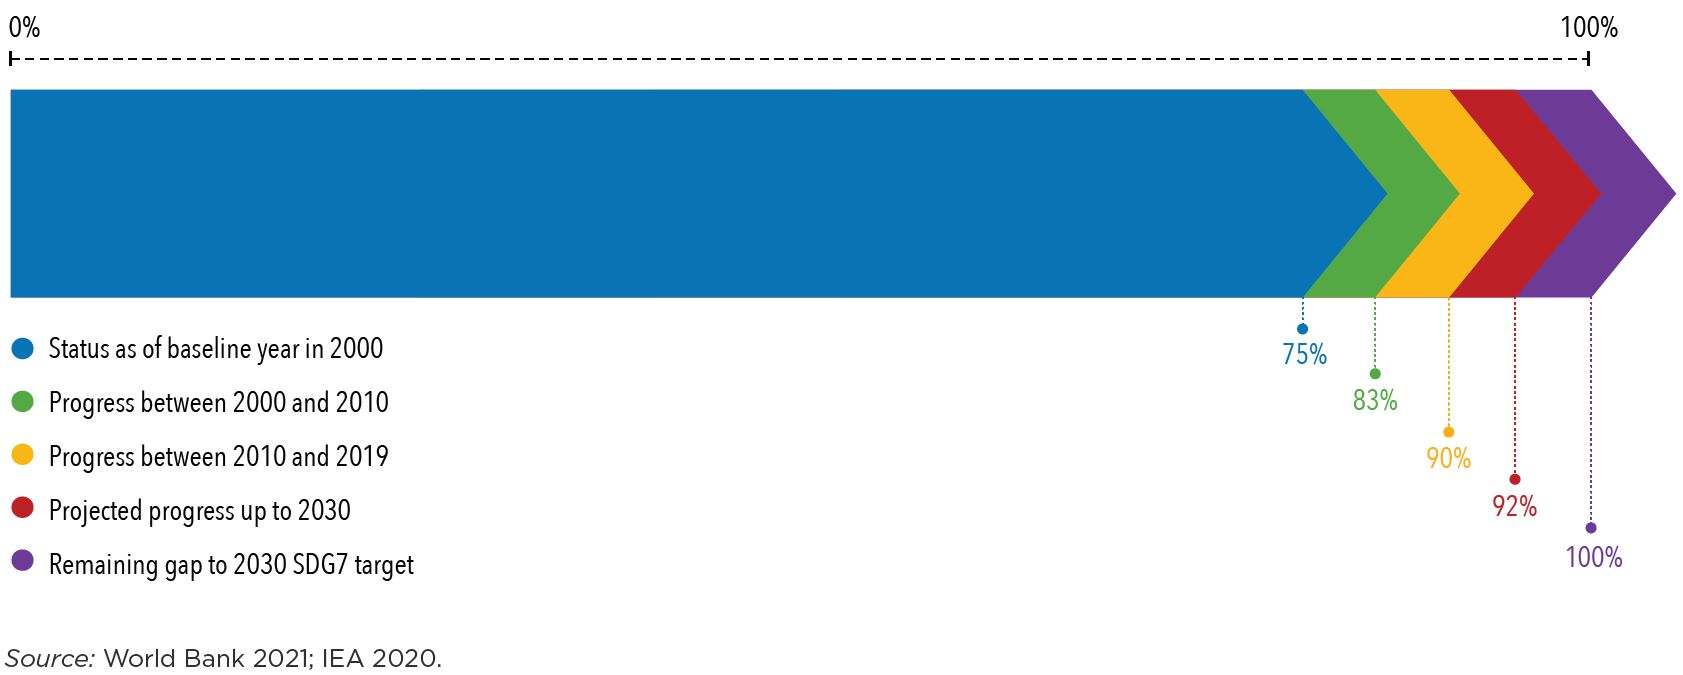 0%
100%
75%
83%
90%
92%
100%
Status as of baseline year in 2000
Progress between 2000 and 2010
Progress between 2010 and 2019
Projected progress up to 2030
Remaining gap to 2030 SDG7 target
Source: World Bank 2021; IEA 2020.